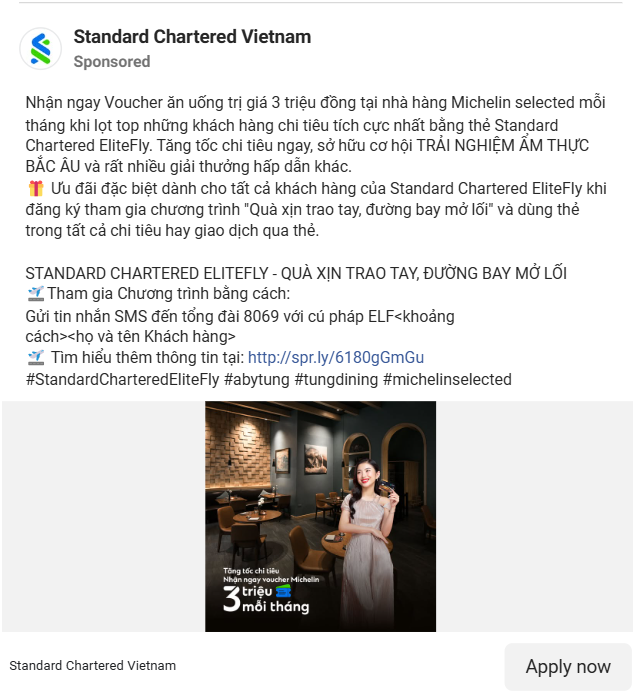 Standard Chartered Vietnam
Sponsored
Nhận ngay Voucher ăn uống trị giá 3 triệu đồng tại nhà hàng Michelin selected mỗi
tháng khi lọt top những khách hàng chi tiêu tích cực nhất bằng thẻ Standard
Chartered EliteFly. Tăng tốc chi tiêu ngay, sở hữu cơ hội TRẢI NGHIỆM ẨM THỰC
BẮC ÂU và rất nhiều giải thưởng hấp dẫn khác.
🎁 Ưu đãi đặc biệt dành cho tất cả khách hàng của Standard Chartered EliteFly khi
đăng ký tham gia chương trình "Quà xịn trao tay, đường bay mở lối" và dùng thẻ
trong tất cả chi tiêu hay giao dịch qua thẻ.
STANDARD CHARTERED ELITEFLY - QUÀ XỊN TRAO TAY, ĐƯỜNG BAY MỞ LỐI
🛫Tham gia Chương trình bằng cách:
Gửi tin nhắn SMS đến tổng đài 8069 với cú pháp ELF<khoảng
cách><họ và tên Khách hàng>
🛫 Tìm hiểu thêm thông tin tại: http://spr.ly/6180gGmGu
#StandardCharteredEliteFly #abytung #tungdining #michelinselected
Tăng tốc chi tiêu
Nhận ngay voucher Michelin
3 triệu
mỗi tháng
Standard Chartered Vietnam
Apply now